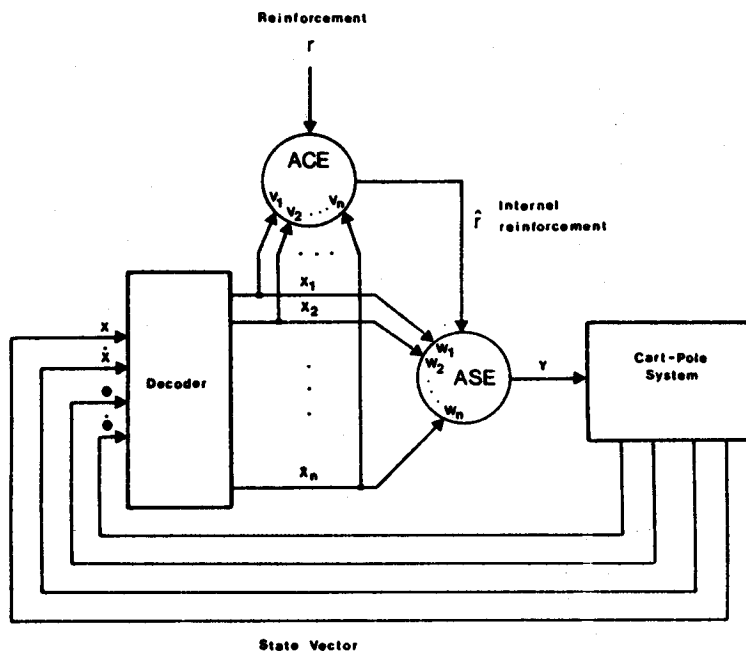 Reinforcement
r
ACE
v₁ v₂ . . . vₙ
r̂ Internal
reinforcement
. . .
x₁
x₂
x
ẋ
θ
θ̇
Decoder
w₁
w₂
.
.
.
wₙ
ASE
Y
Cart-Pole
System
.
.
.
xₙ
State Vector